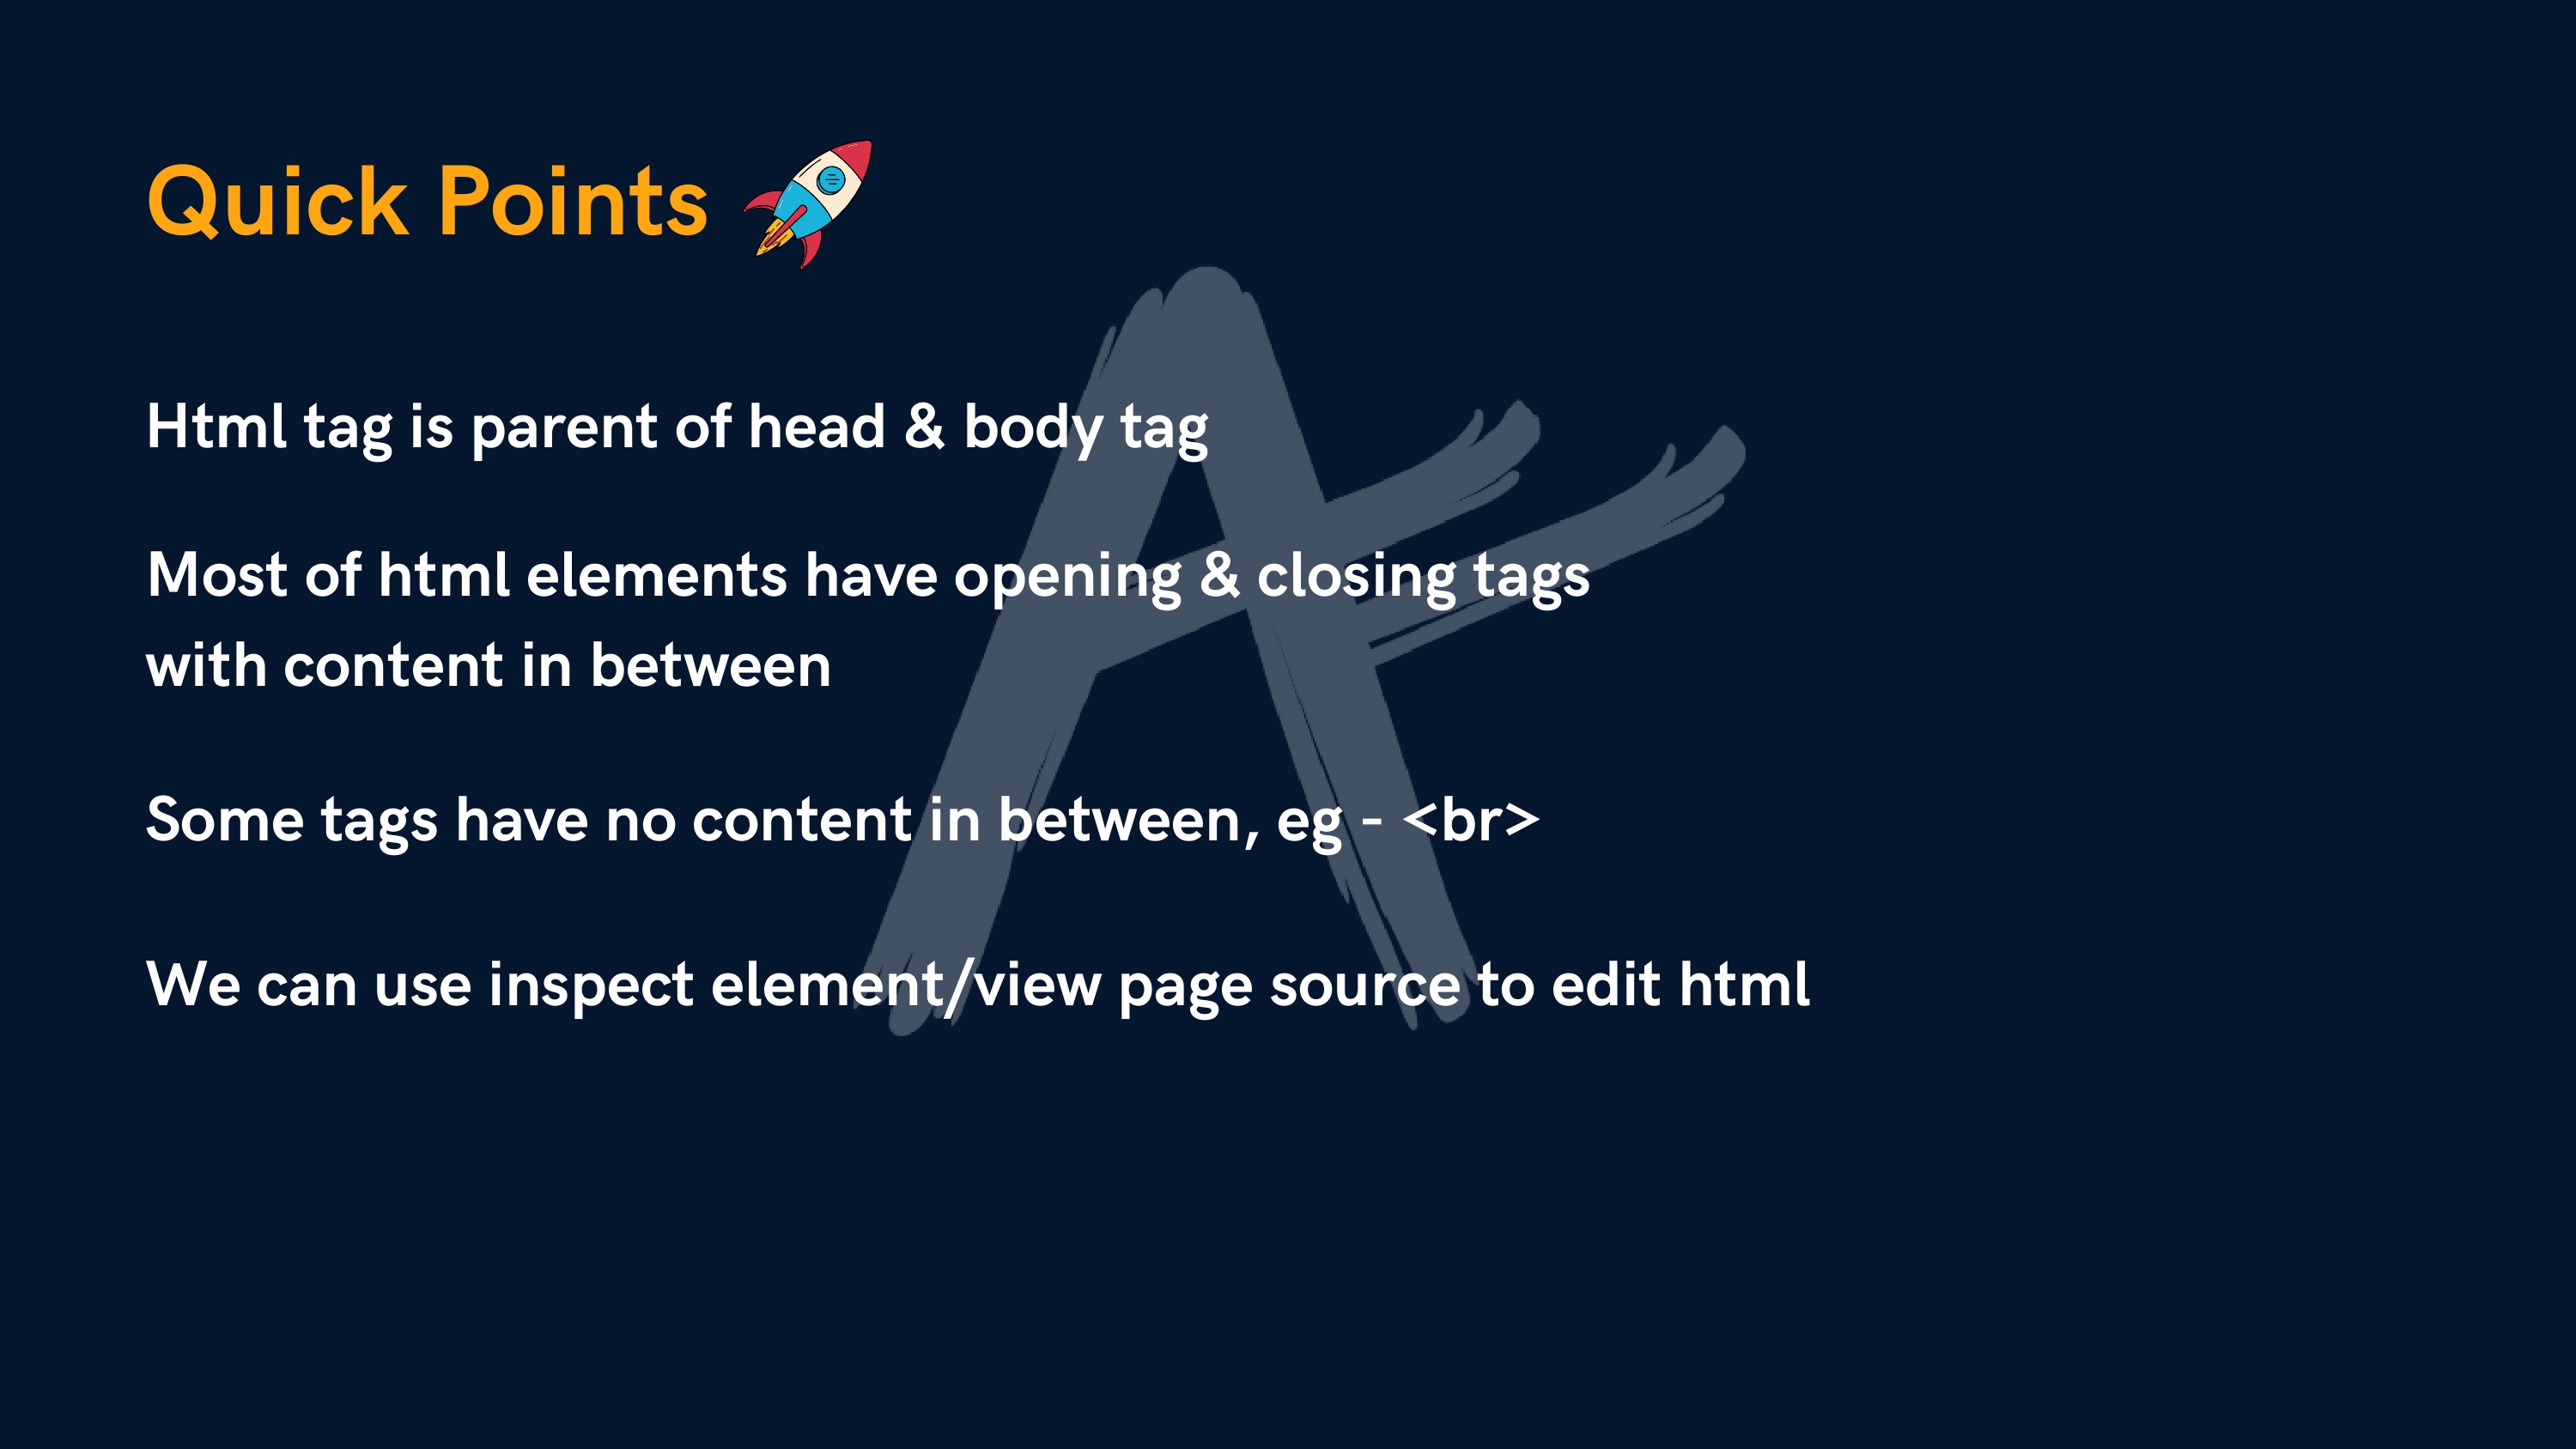 Quick Points
Html tag is parent of head & body tag
Most of html elements have opening & closing tags
with content in between
Some tags have no content in between, eg - <br>
We can use inspect element/view page source to edit html